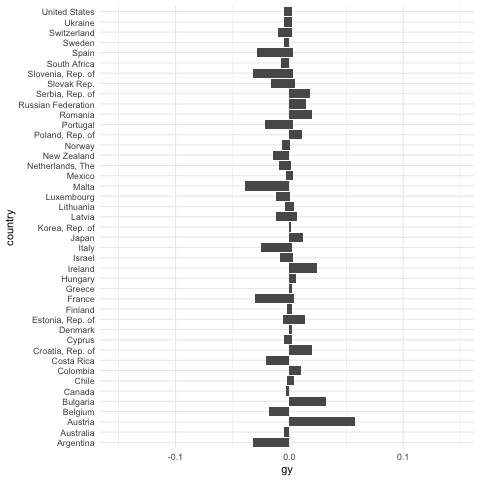 United States
Ukraine
Switzerland
Sweden
Spain
South Africa
Slovenia, Rep. of
Slovak Rep.
Serbia, Rep. of
Russian Federation
Romania
Portugal
Poland, Rep. of
Norway
New Zealand
Netherlands, The
Mexico
Malta
Luxembourg
Lithuania
Latvia
Korea, Rep. of
Japan
Italy
Israel
Ireland
Hungary
Greece
France
Finland
Estonia, Rep. of
Denmark
Cyprus
Croatia, Rep. of
Costa Rica
Colombia
Chile
Canada
Bulgaria
Belgium
Austria
Australia
Argentina
country
-0.1 0.0 0.1
gy